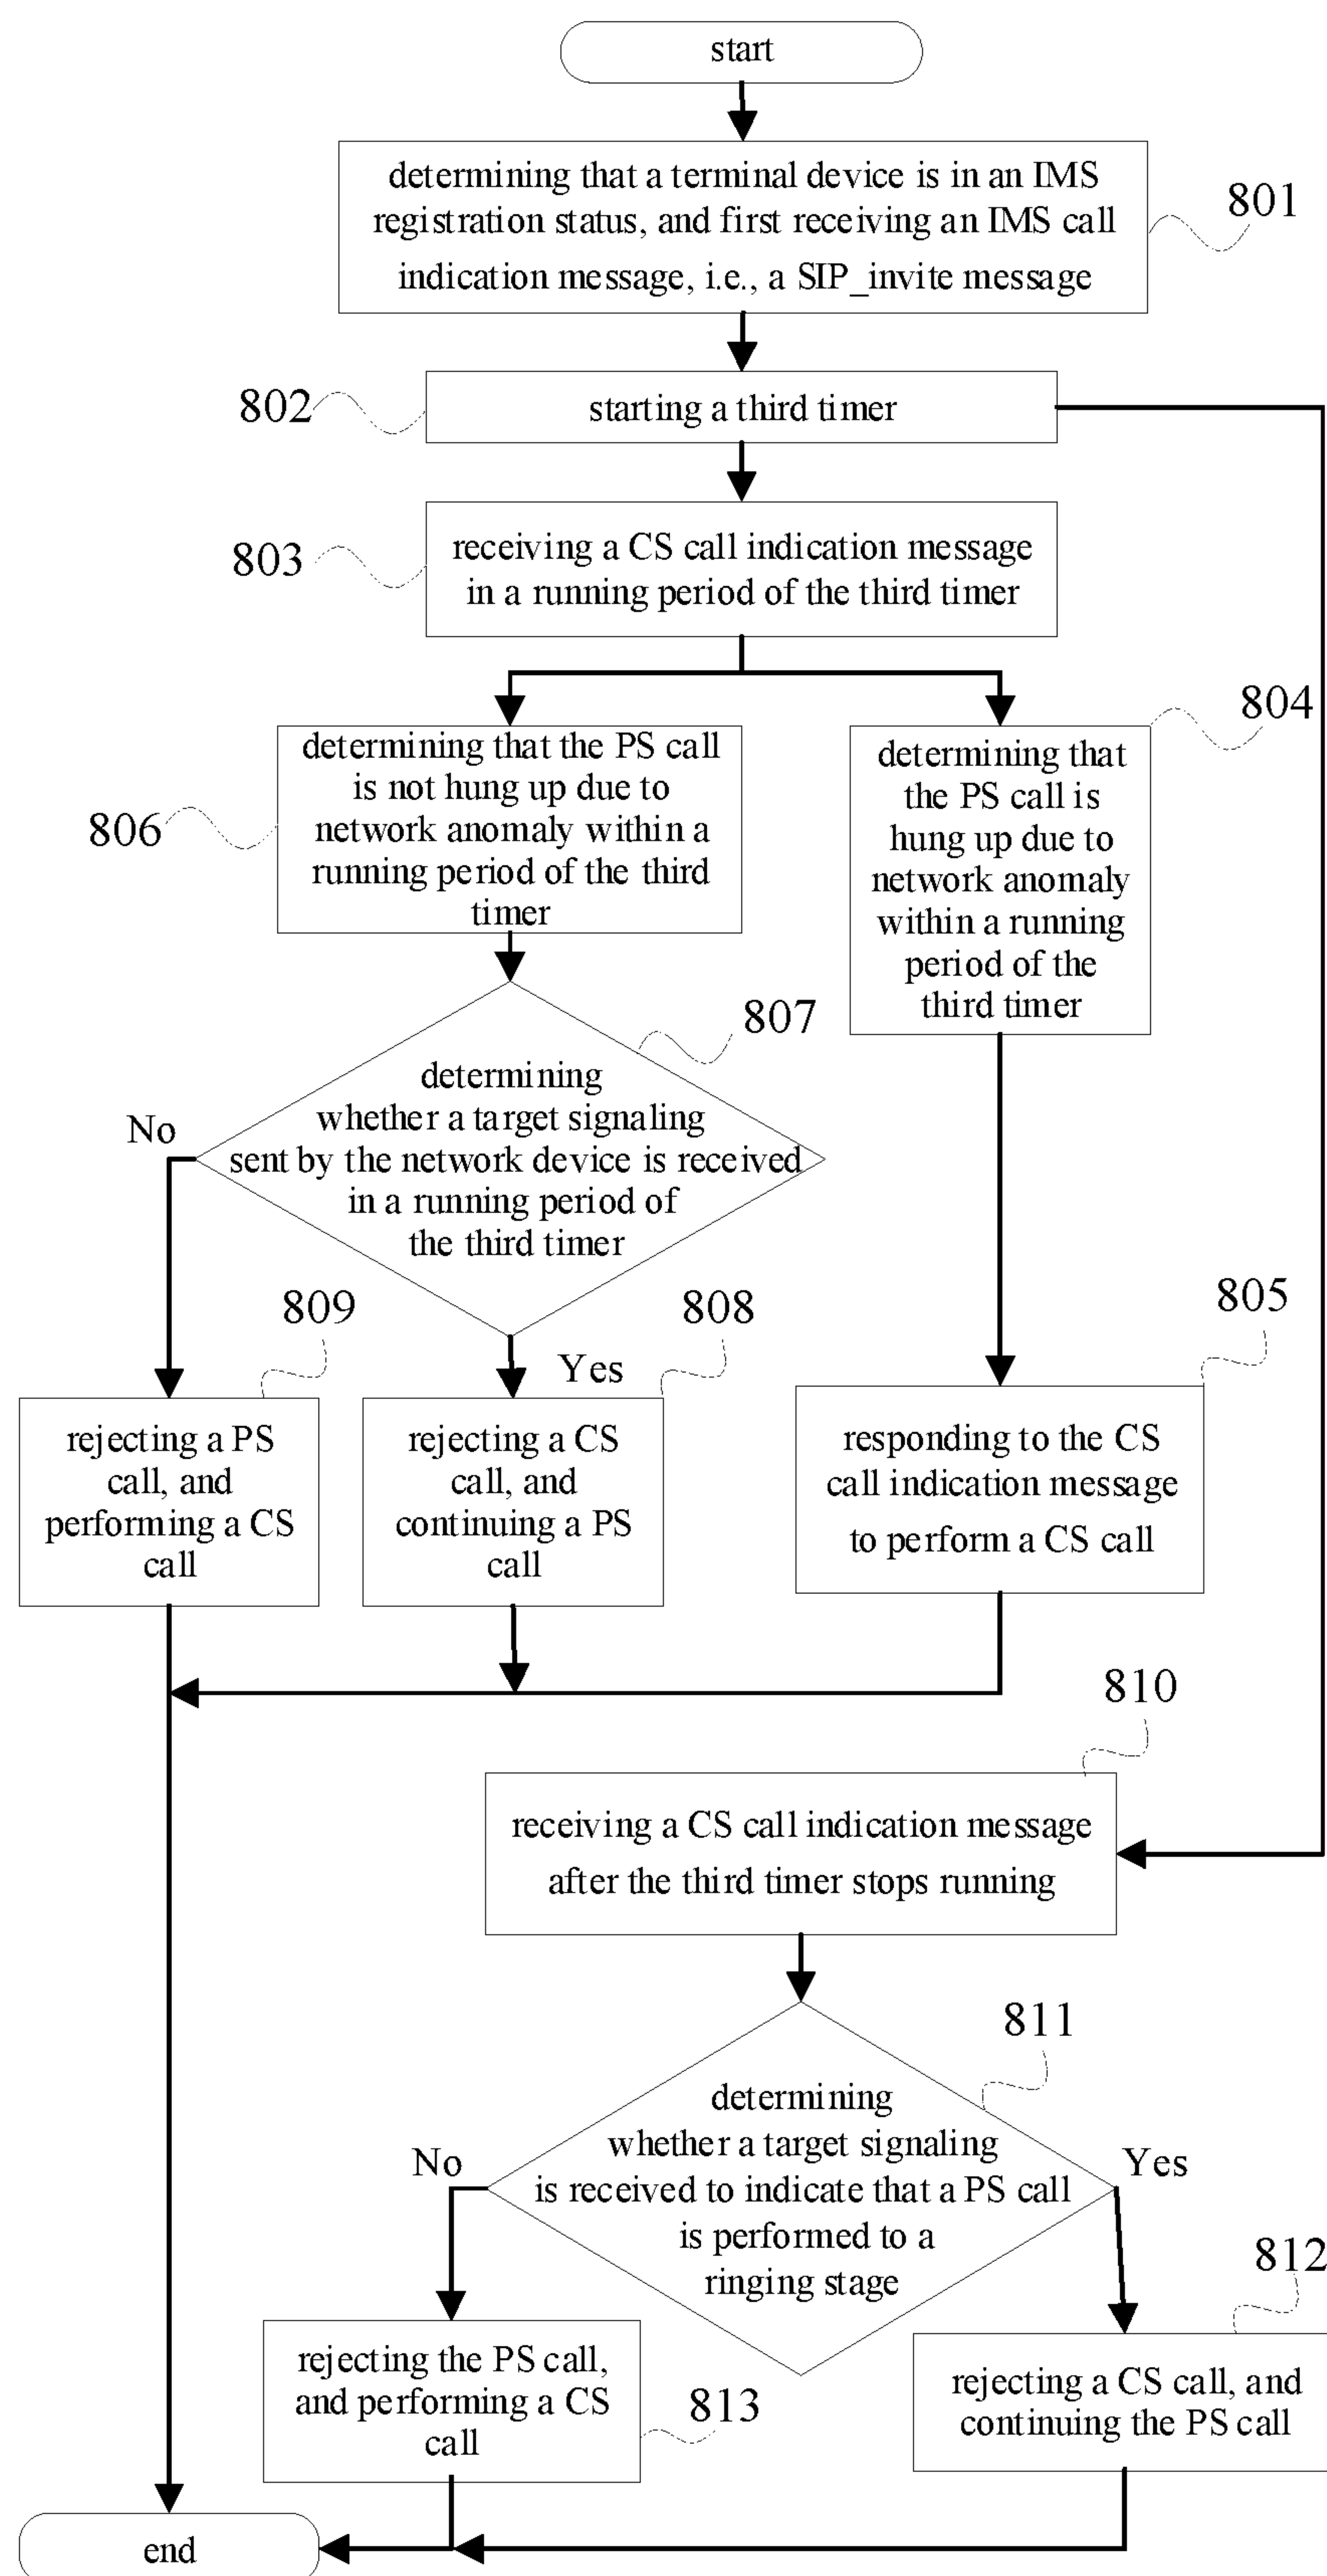 start
determining that a terminal device is in an IMS
registration status, and first receiving an IMS call
indication message, i.e., a SIP_invite message
801
802
starting a third timer
803
receiving a CS call indication message
in a running period of the third timer
804
determining that the PS call
is not hung up due to
network anomaly within a
running period of the third
timer
806
determining that
the PS call is
hung up due to
network anomaly
within a running
period of the
third timer
807
determining
whether a target signaling
sent by the network device is received
in a running period of
the third timer
No
Yes
809
808
805
rejecting a PS
call, and
performing a CS
call
rejecting a CS
call, and
continuing a PS
call
responding to the CS
call indication message
to perform a CS call
810
receiving a CS call indication message
after the third timer stops running
811
determining
whether a target signaling
is received to indicate that a PS call
is performed to a
ringing stage
No
Yes
812
rejecting the PS call,
and performing a CS
call
813
rejecting a CS call, and
continuing the PS call
end